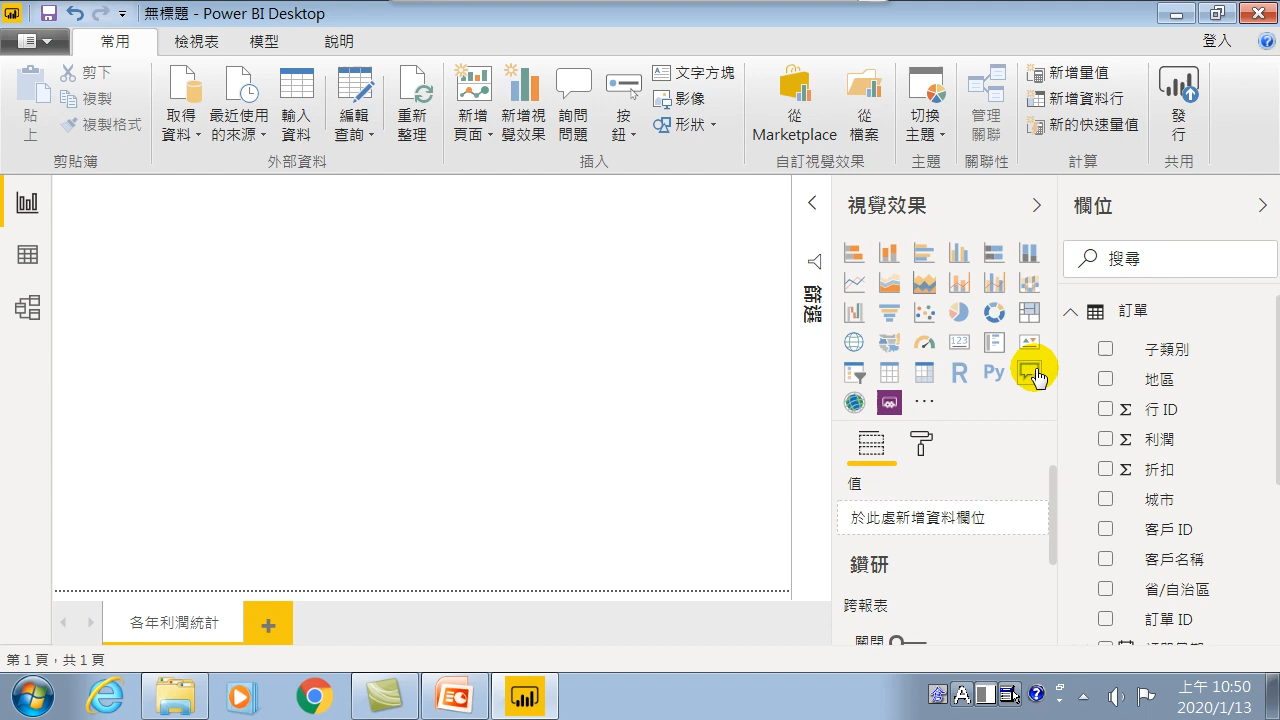 無標題 - Power BI Desktop
常用 檢視表 模型 說明 登入
貼上
剪下
複製
複製格式
剪貼簿
取得資料
最近使用的來源
輸入資料
編輯查詢
外部資料
重新整理
新增頁面
新增視覺效果
詢問問題
按鈕
文字方塊
影像
形狀
插入
從 Marketplace
從檔案
自訂視覺效果
切換主題
主題
管理關聯
關聯性
新增量值
新增資料行
新的快速量值
計算
發行
共用
篩選
視覺效果
123
R
Py
值
於此處新增資料欄位
鑽研
跨報表
關閉
欄位
搜尋
訂單
子類別
地區
Σ 行 ID
Σ 利潤
Σ 折扣
城市
客戶 ID
客戶名稱
省/自治區
訂單 ID
各年利潤統計
第 1 頁，共 1 頁
上午 10:50
2020/1/13